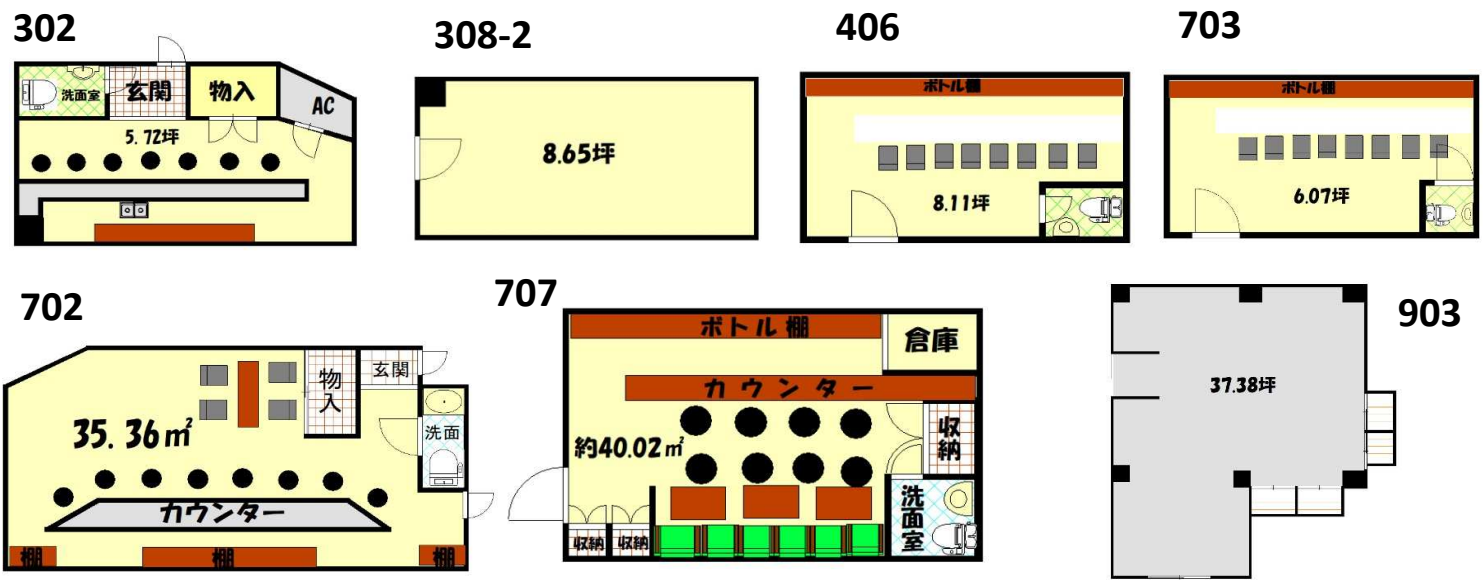 302
洗面室
玄関
物入
AC
5.72坪
308-2
8.65坪
406
ボトル棚
8.11坪
703
ボトル棚
6.07坪
702
物入
玄関
35.36㎡
洗面
カウンター
棚
棚
棚
707
ボトル棚
倉庫
カウンター
収納
約40.02㎡
洗面室
収納
収納
903
37.38坪